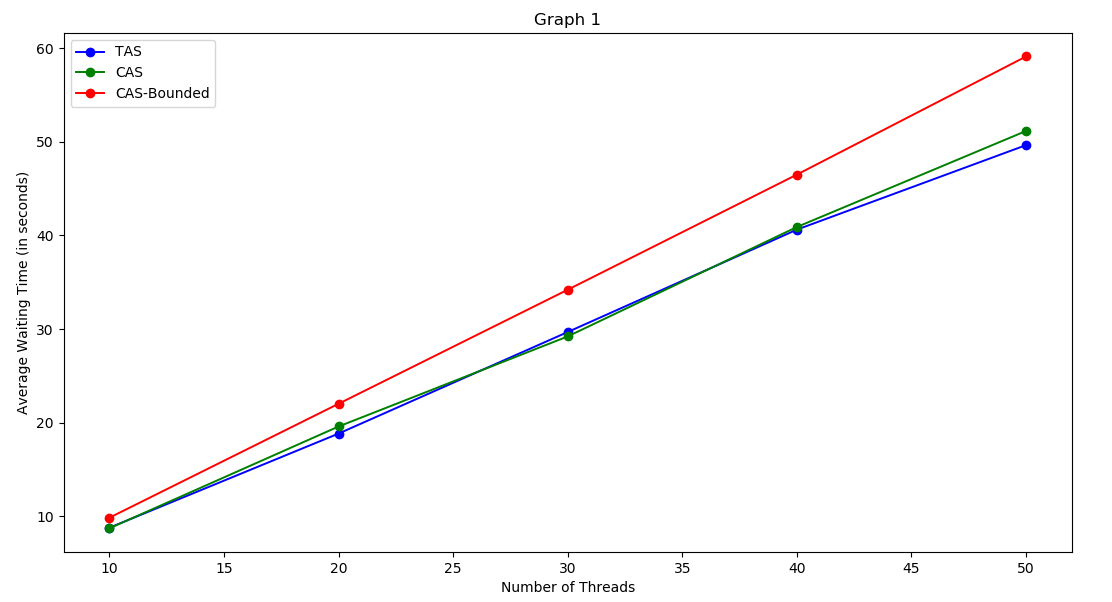 Graph 1
TAS
CAS
CAS-Bounded
60
50
40
30
20
10
Average Waiting Time (in seconds)
10 15 20 25 30 35 40 45 50
Number of Threads